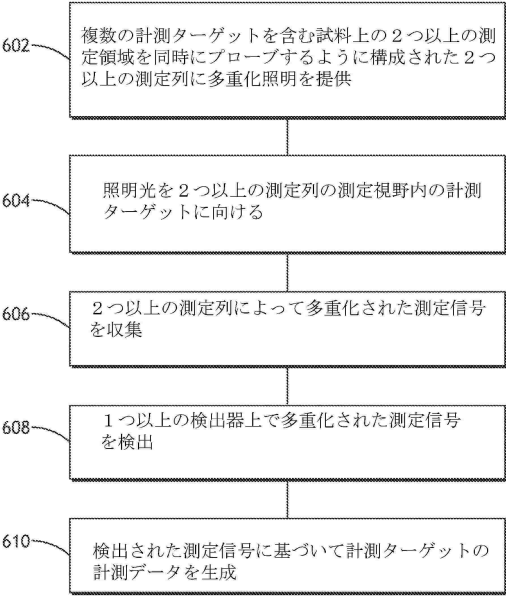 602
複数の計測ターゲットを含む試料上の２つ以上の測
定領域を同時にプローブするように構成された２つ
以上の測定列に多重化照明を提供
604
照明光を２つ以上の測定列の測定視野内の計測
ターゲットに向ける
606
２つ以上の測定列によって多重化された測定信号
を収集
608
１つ以上の検出器上で多重化された測定信号
を検出
610
検出された測定信号に基づいて計測ターゲットの
計測データを生成